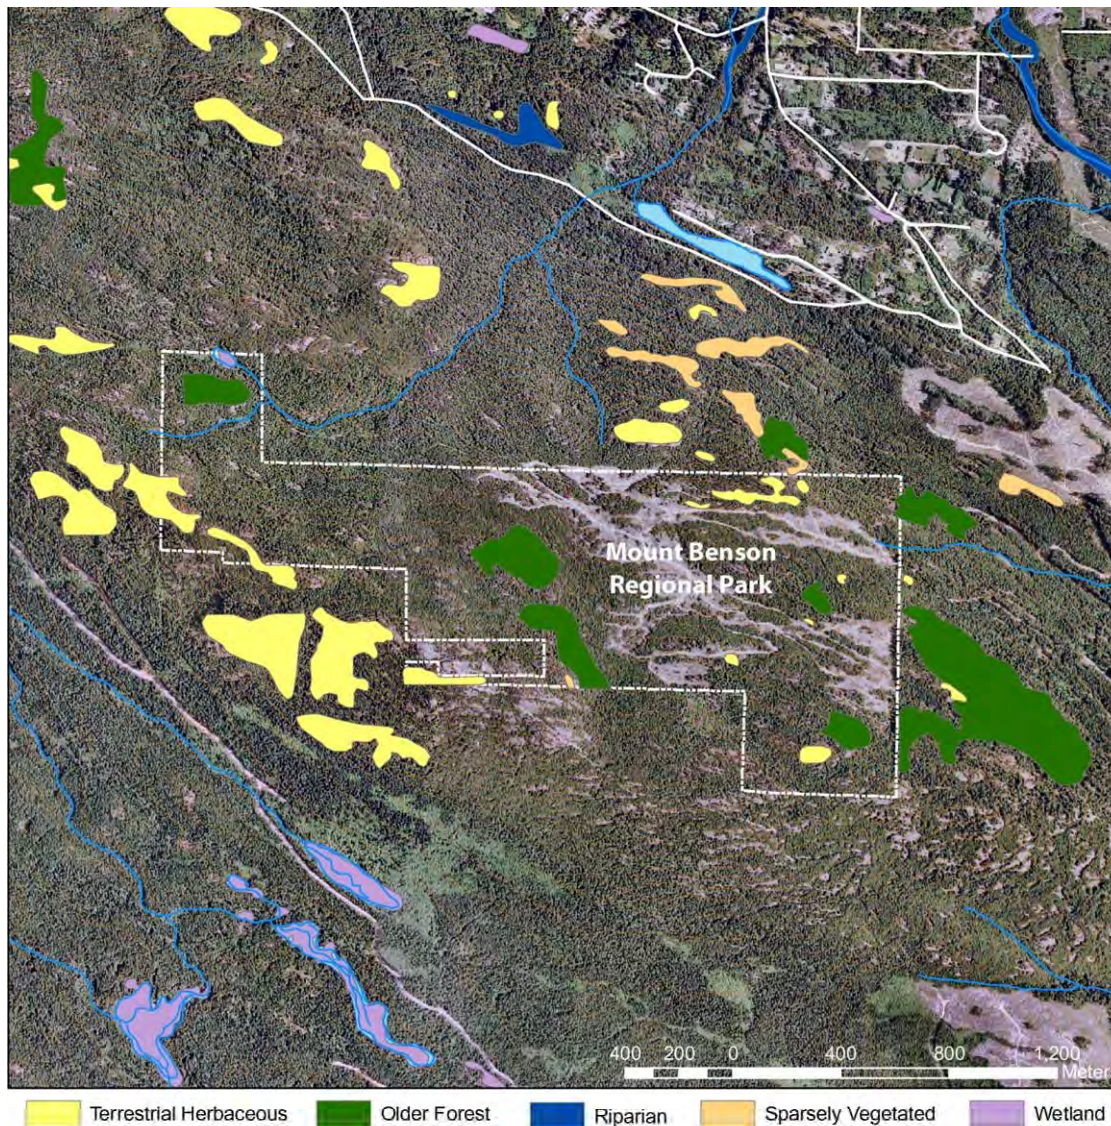 Mount Benson
Regional Park
400 200 0 400 800 1,200
Meters
Terrestrial Herbaceous Older Forest Riparian Sparsely Vegetated Wetland